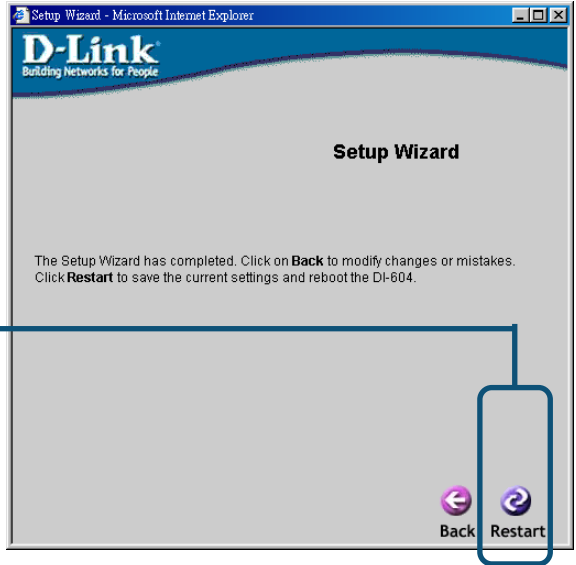 Setup Wizard - Microsoft Internet Explorer
D-Link
Building Networks for People
Setup Wizard
The Setup Wizard has completed. Click on Back to modify changes or mistakes.
Click Restart to save the current settings and reboot the DI-604.
Back Restart